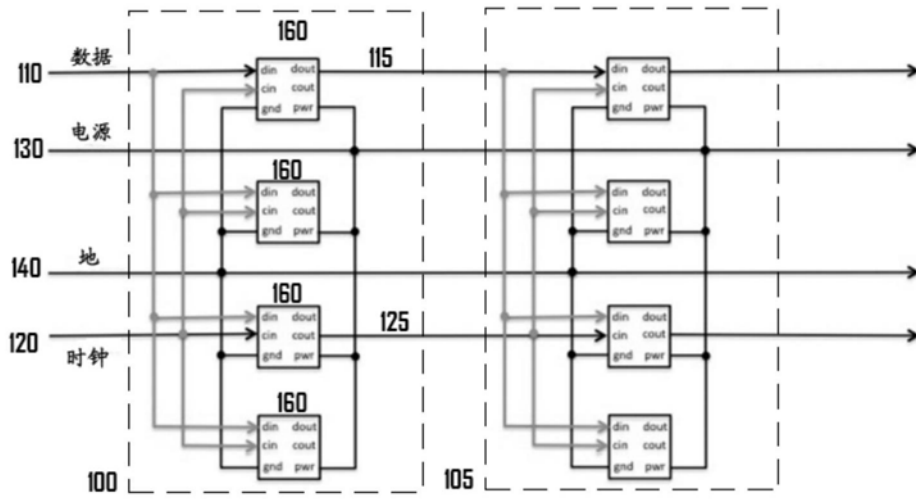 160
110 数据 115
din dout
cin cout
gnd pwr
din dout
cin cout
gnd pwr
130 电源
160
din dout
cin cout
gnd pwr
din dout
cin cout
gnd pwr
140 地
160
120 时钟 125
din dout
cin cout
gnd pwr
din dout
cin cout
gnd pwr
160
din dout
cin cout
gnd pwr
din dout
cin cout
gnd pwr
100
105